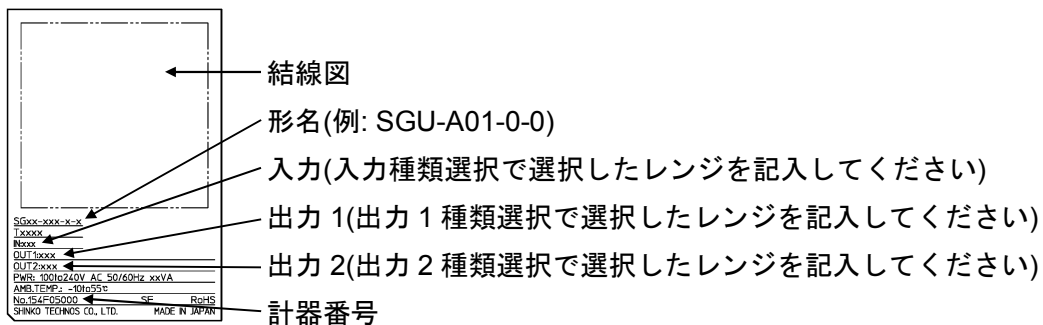 結線図
形名(例: SGU-A01-0-0)
入力(入力種類選択で選択したレンジを記入してください)
出力 1(出力 1 種類選択で選択したレンジを記入してください)
出力 2(出力 2 種類選択で選択したレンジを記入してください)
計器番号
SGxx-xxx-x-x
Txxxx
IN:xxx
OUT1:xxx
OUT2:xxx
PWR: 100to240V AC 50/60Hz xxVA
AMB.TEMP.: -10to55℃
No.154F05000 SE RoHS
SHINKO TECHNOS CO., LTD. MADE IN JAPAN